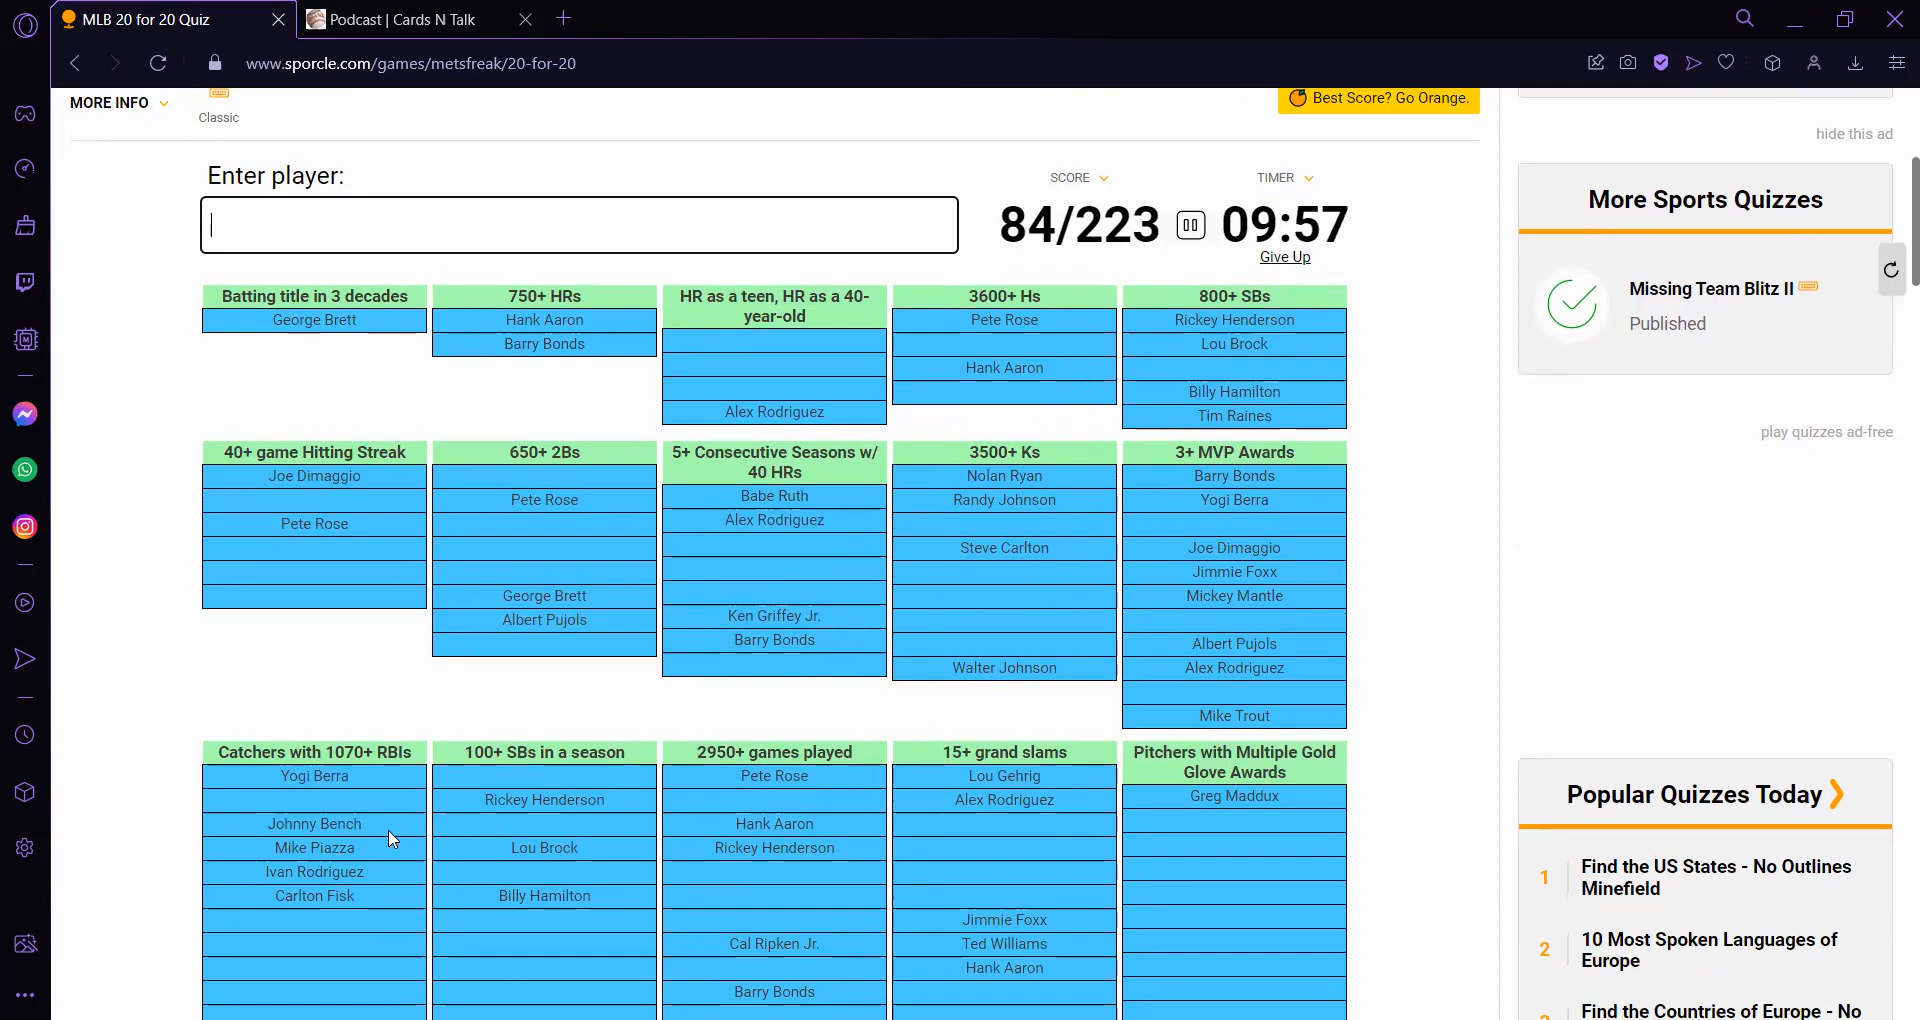 MLB 20 for 20 Quiz
Podcast | Cards N Talk
www.sporcle.com/games/metsfreak/20-for-20
MORE INFO
Classic
Best Score? Go Orange.
hide this ad
Enter player:
SCORE
TIMER
84/223
09:57
Give Up
More Sports Quizzes
Missing Team Blitz II
Published
play quizzes ad-free
Batting title in 3 decades
George Brett
750+ HRs
Hank Aaron
Barry Bonds
HR as a teen, HR as a 40-
year-old
Alex Rodriguez
3600+ Hs
Pete Rose
Hank Aaron
800+ SBs
Rickey Henderson
Lou Brock
Billy Hamilton
Tim Raines
40+ game Hitting Streak
Joe Dimaggio
Pete Rose
650+ 2Bs
Pete Rose
George Brett
Albert Pujols
5+ Consecutive Seasons w/
40 HRs
Babe Ruth
Alex Rodriguez
Ken Griffey Jr.
Barry Bonds
3500+ Ks
Nolan Ryan
Randy Johnson
Steve Carlton
Walter Johnson
3+ MVP Awards
Barry Bonds
Yogi Berra
Joe Dimaggio
Jimmie Foxx
Mickey Mantle
Albert Pujols
Alex Rodriguez
Mike Trout
Catchers with 1070+ RBIs
Yogi Berra
Johnny Bench
Mike Piazza
Ivan Rodriguez
Carlton Fisk
100+ SBs in a season
Rickey Henderson
Lou Brock
Billy Hamilton
2950+ games played
Pete Rose
Hank Aaron
Rickey Henderson
Cal Ripken Jr.
Barry Bonds
15+ grand slams
Lou Gehrig
Alex Rodriguez
Jimmie Foxx
Ted Williams
Hank Aaron
Pitchers with Multiple Gold
Glove Awards
Greg Maddux
Popular Quizzes Today
1
Find the US States - No Outlines
Minefield
2
10 Most Spoken Languages of
Europe
Find the Countries of Europe - No